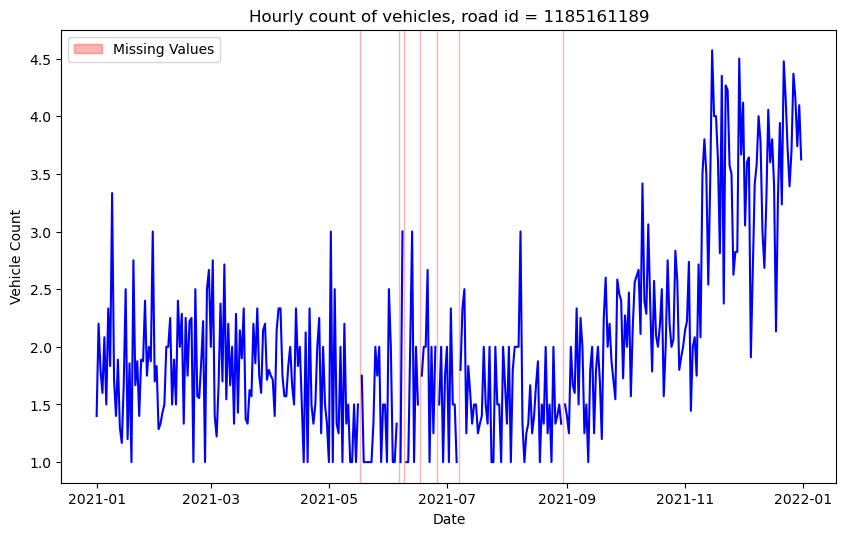 Hourly count of vehicles, road id = 1185161189
Missing Values
Vehicle Count
4.5
4.0
3.5
3.0
2.5
2.0
1.5
1.0
2021-01 2021-03 2021-05 2021-07 2021-09 2021-11 2022-01
Date